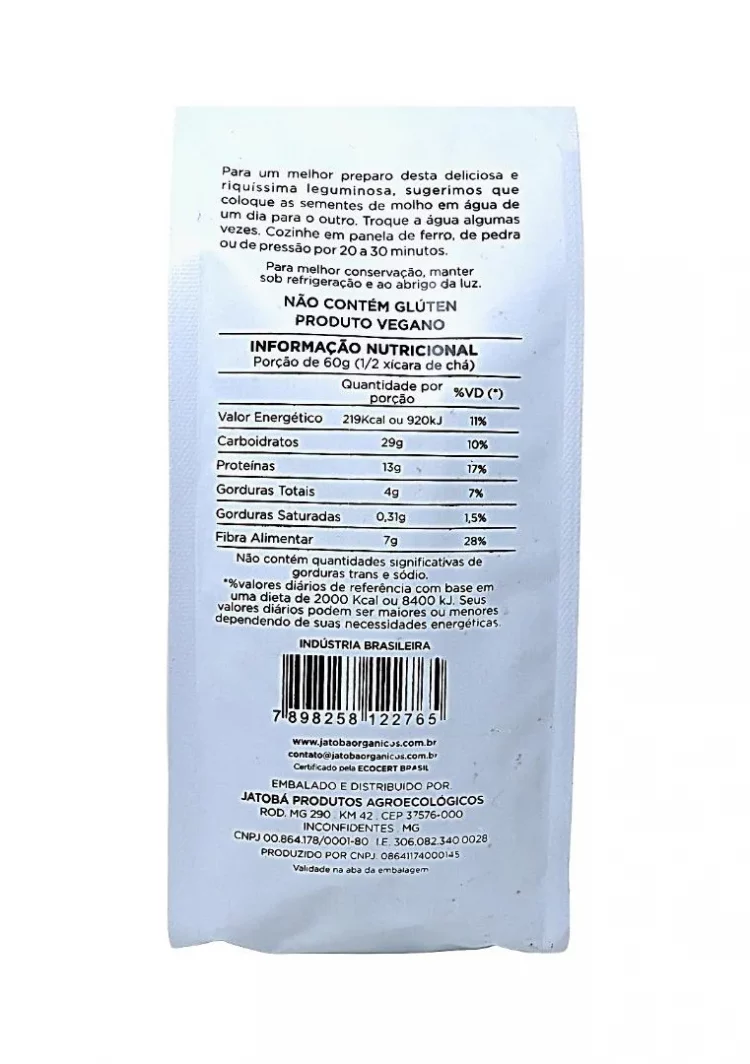 Para um melhor preparo desta deliciosa e
riquíssima leguminosa, sugerimos que
coloque as sementes de molho em água de
um dia para o outro. Troque a água algumas
vezes. Cozinhe em panela de ferro, de pedra
ou de pressão por 20 a 30 minutos.
Para melhor conservação, manter
sob refrigeração e ao abrigo da luz.
NÃO CONTÉM GLÚTEN
PRODUTO VEGANO
INFORMAÇÃO NUTRICIONAL
Porção de 60g (1/2 xícara de chá)
Quantidade por porção %VD (*)
Valor Energético 219Kcal ou 920kJ 11%
Carboidratos 29g 10%
Proteínas 13g 17%
Gorduras Totais 4g 7%
Gorduras Saturadas 0,31g 1,5%
Fibra Alimentar 7g 28%
Não contém quantidades significativas de
gorduras trans e sódio.
*%valores diários de referência com base em
uma dieta de 2000 Kcal ou 8400 kJ. Seus
valores diários podem ser maiores ou menores
dependendo de suas necessidades energéticas.
INDÚSTRIA BRASILEIRA
7 898258 122765
www.jatobaorganicos.com.br
contato@jatobaorganicos.com.br
Certificado pela ECOCERT BRASIL
EMBALADO E DISTRIBUIDO POR
JATOBÁ PRODUTOS AGROECOLÓGICOS
ROD. MG 290 . KM 42 . CEP 37576-000
INCONFIDENTES . MG
CNPJ 00.864.178/0001-80 I.E. 306.082.340 0028
PRODUZIDO POR CNPJ: 08641174000145
Validade na aba da embalagem